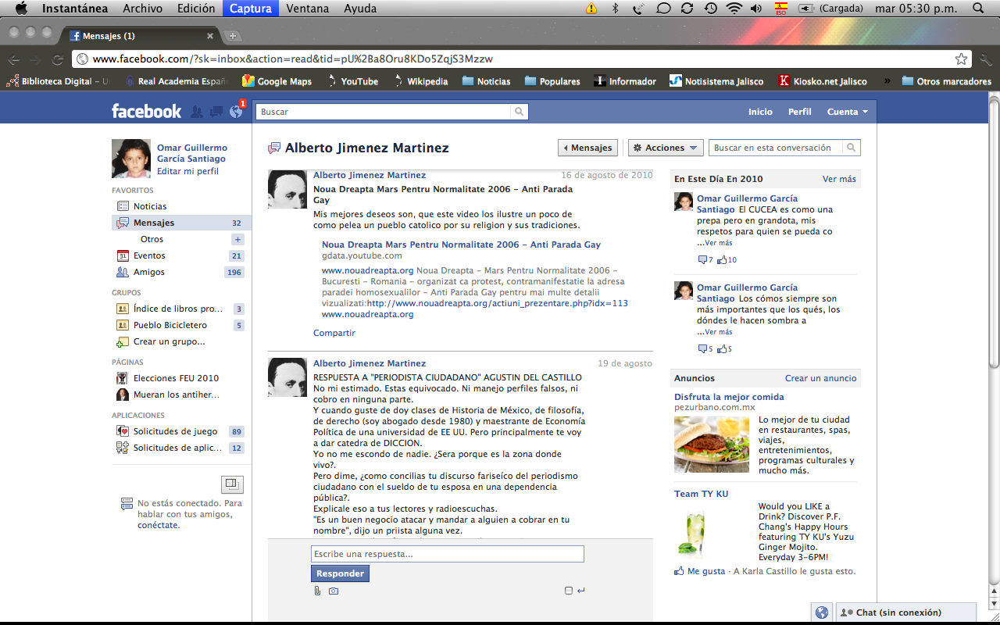 Instantánea Archivo Edición Captura Ventana Ayuda ISO (Cargada) mar 05:30 p.m.
Mensajes (1)
www.facebook.com/?sk=inbox&action=read&tid=pU%2Ba8Oru8KDo5ZqjS3Mzzw
Biblioteca Digital - Real Academia Españ Google Maps YouTube Wikipedia Noticias Populares Informador Notisistema Jalisco Kiosko.net Jalisco » Otros marcadores
facebook 1 Buscar Inicio Perfil Cuenta
Omar Guillermo
García Santiago
Editar mi perfil
FAVORITOS
Noticias
Mensajes 32
Otros +
Eventos 21
Amigos 196
GRUPOS
Índice de libros pro... 3
Pueblo Bicicletero 5
Crear un grupo...
PÁGINAS
Elecciones FEU 2010
Mueran los antiher...
APLICACIONES
Solicitudes de juego 89
Solicitudes de aplic... 12
No estás conectado. Para
hablar con tus amigos,
conéctate.
Alberto Jimenez Martinez Mensajes Acciones Buscar en esta conversación
Alberto Jimenez Martinez 16 de agosto de 2010
Noua Dreapta Mars Pentru Normalitate 2006 - Anti Parada
Gay
Mis mejores deseos son, que este video los ilustre un poco de
como pelea un pueblo catolico por su religion y sus tradiciones.
Noua Dreapta Mars Pentru Normalitate 2006 - Anti Parada Gay
gdata.youtube.com
www.nouadreapta.org Noua Dreapta - Mars Pentru Normalitate 2006 -
Bucuresti - Romania - organizat ca protest, contramanifestatie la adresa
paradei homosexualilor - Anti Parada Gay pentru mai multe detalii
vizualizati:http://www.nouadreapta.org/actiuni_prezentare.php?idx=113
www.nouadreapta.org
Compartir
Alberto Jimenez Martinez 19 de agosto
RESPUESTA A "PERIODISTA CIUDADANO" AGUSTIN DEL CASTILLO
No mi estimado. Estas equivocado. Ni manejo perfiles falsos, ni
cobro en ninguna parte.
Y cuando guste de doy clases de Historia de México, de filosofía,
de derecho (soy abogado desde 1980) y maestrante de Economía
Política de una universidad de EE UU. Pero principalmente te voy
a dar catedra de DICCION.
Yo no me escondo de nadie. ¿Sera porque es la zona donde
vivo?.
Pero dime, ¿como concilias tu discurso fariseíco del periodismo
ciudadano con el sueldo de tu esposa en una dependencia
pública?.
Explicale eso a tus lectores y radioescuchas.
"Es un buen negocio atacar y mandar a alguien a cobrar en tu
nombre", dijo un priista alguna vez.
Escribe una respuesta...
Responder
En Este Día En 2010 Ver más
Omar Guillermo García
Santiago El CUCEA es como una
prepa pero en grandota, mis
respetos para quien se pueda co
...Ver más
7 10
Omar Guillermo García
Santiago Los cómos siempre son
más importantes que los qués, los
dóndes le hacen sombra a
...Ver más
5 5
Anuncios Crear un anuncio
Disfruta la mejor comida
pezurbano.com.mx
Lo mejor de tu ciudad
en restaurantes, spas,
viajes,
entretenimientos,
programas culturales y
mucho más.
Team TY KU
Would you LIKE a
Drink? Discover P.F.
Chang's Happy Hours
featuring TY KU's Yuzu
Ginger Mojito.
Everyday 3-6PM!
Me gusta · A Karla Castillo le gusta esto.
Chat (sin conexión)